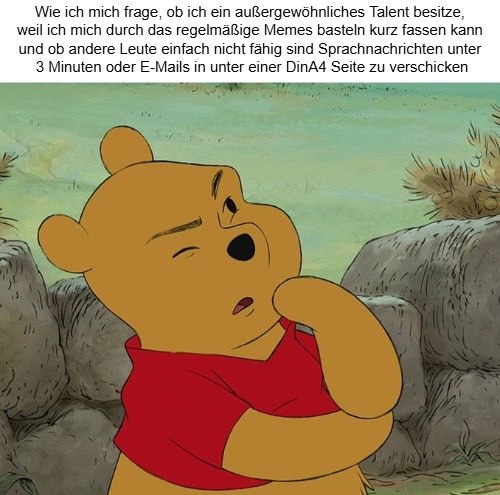 Wie ich mich frage, ob ich ein außergewöhnliches Talent besitze,
weil ich mich durch das regelmäßige Memes basteln kurz fassen kann
und ob andere Leute einfach nicht fähig sind Sprachnachrichten unter
3 Minuten oder E-Mails in unter einer DinA4 Seite zu verschicken